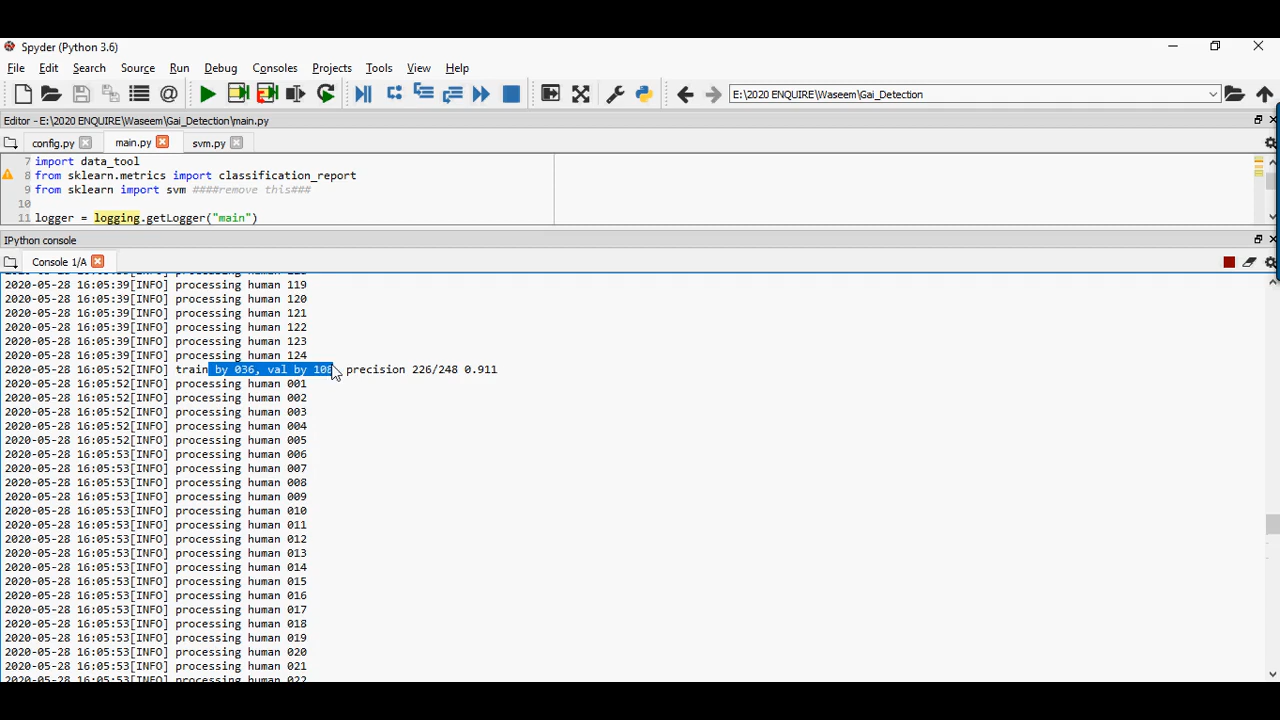 Spyder (Python 3.6)
File Edit Search Source Run Debug Consoles Projects Tools View Help
E:\2020 ENQUIRE\Waseem\Gai_Detection
Editor - E:\2020 ENQUIRE\Waseem\Gai_Detection\main.py
config.py main.py svm.py
7 import data_tool
8 from sklearn.metrics import classification_report
9 from sklearn import svm ####remove this###
10
11 logger = logging.getLogger("main")
IPython console
Console 1/A
2020-05-28 16:05:39[INFO] processing human 119
2020-05-28 16:05:39[INFO] processing human 120
2020-05-28 16:05:39[INFO] processing human 121
2020-05-28 16:05:39[INFO] processing human 122
2020-05-28 16:05:39[INFO] processing human 123
2020-05-28 16:05:39[INFO] processing human 124
2020-05-28 16:05:52[INFO] train by 036, val by precision 226/248 0.911
2020-05-28 16:05:52[INFO] processing human 001
2020-05-28 16:05:52[INFO] processing human 002
2020-05-28 16:05:52[INFO] processing human 003
2020-05-28 16:05:52[INFO] processing human 004
2020-05-28 16:05:52[INFO] processing human 005
2020-05-28 16:05:53[INFO] processing human 006
2020-05-28 16:05:53[INFO] processing human 007
2020-05-28 16:05:53[INFO] processing human 008
2020-05-28 16:05:53[INFO] processing human 009
2020-05-28 16:05:53[INFO] processing human 010
2020-05-28 16:05:53[INFO] processing human 011
2020-05-28 16:05:53[INFO] processing human 012
2020-05-28 16:05:53[INFO] processing human 013
2020-05-28 16:05:53[INFO] processing human 014
2020-05-28 16:05:53[INFO] processing human 015
2020-05-28 16:05:53[INFO] processing human 016
2020-05-28 16:05:53[INFO] processing human 017
2020-05-28 16:05:53[INFO] processing human 018
2020-05-28 16:05:53[INFO] processing human 019
2020-05-28 16:05:53[INFO] processing human 020
2020-05-28 16:05:53[INFO] processing human 021
2020-05-28 16:05:53[INFO] processing human 022